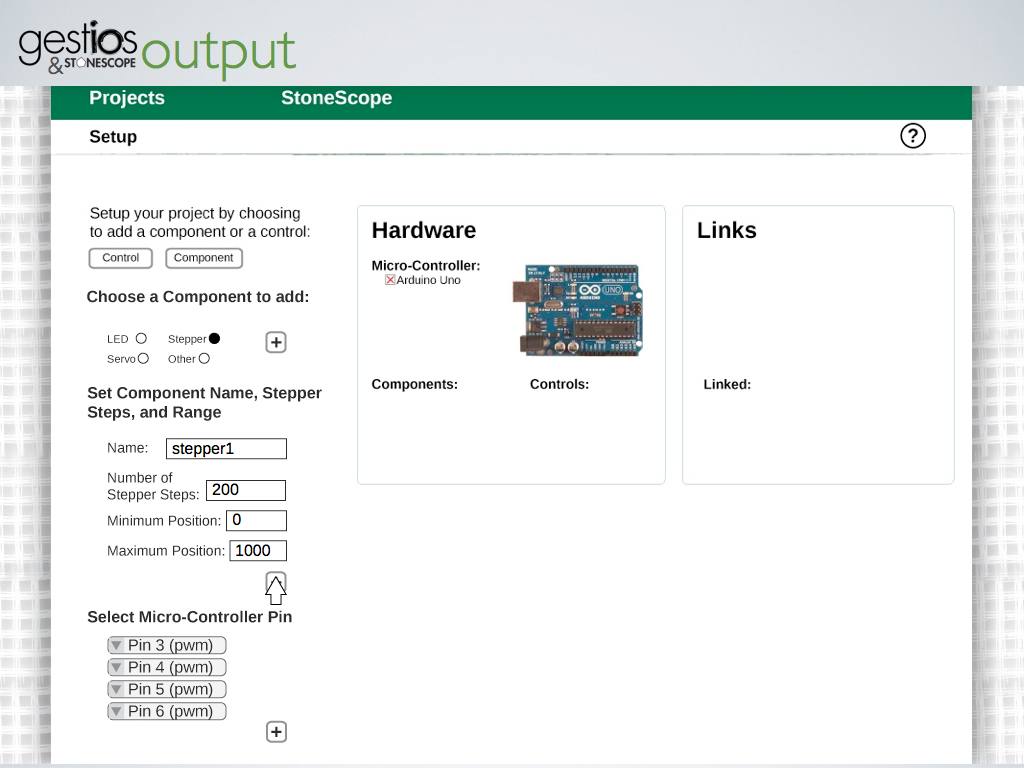 gestios
& STONESCOPE output
Projects StoneScope
Setup ?
Setup your project by choosing
to add a component or a control:
Control Component
Choose a Component to add:
LED Stepper
+
Servo Other
Set Component Name, Stepper
Steps, and Range
Name: stepper1
Number of
Stepper Steps: 200
Minimum Position: 0
Maximum Position: 1000
Select Micro-Controller Pin
Pin 3 (pwm)
Pin 4 (pwm)
Pin 5 (pwm)
Pin 6 (pwm)
+
Hardware
Micro-Controller:
Arduino Uno
UNO
ARDUINO
Components: Controls:
Links
Linked: